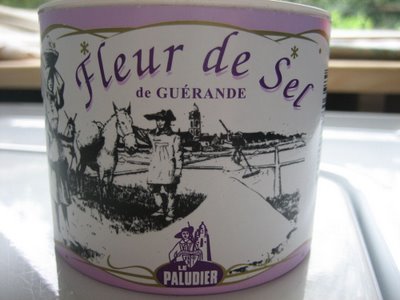 Fleur de Sel
de GUÉRANDE
LE
PALUDIER